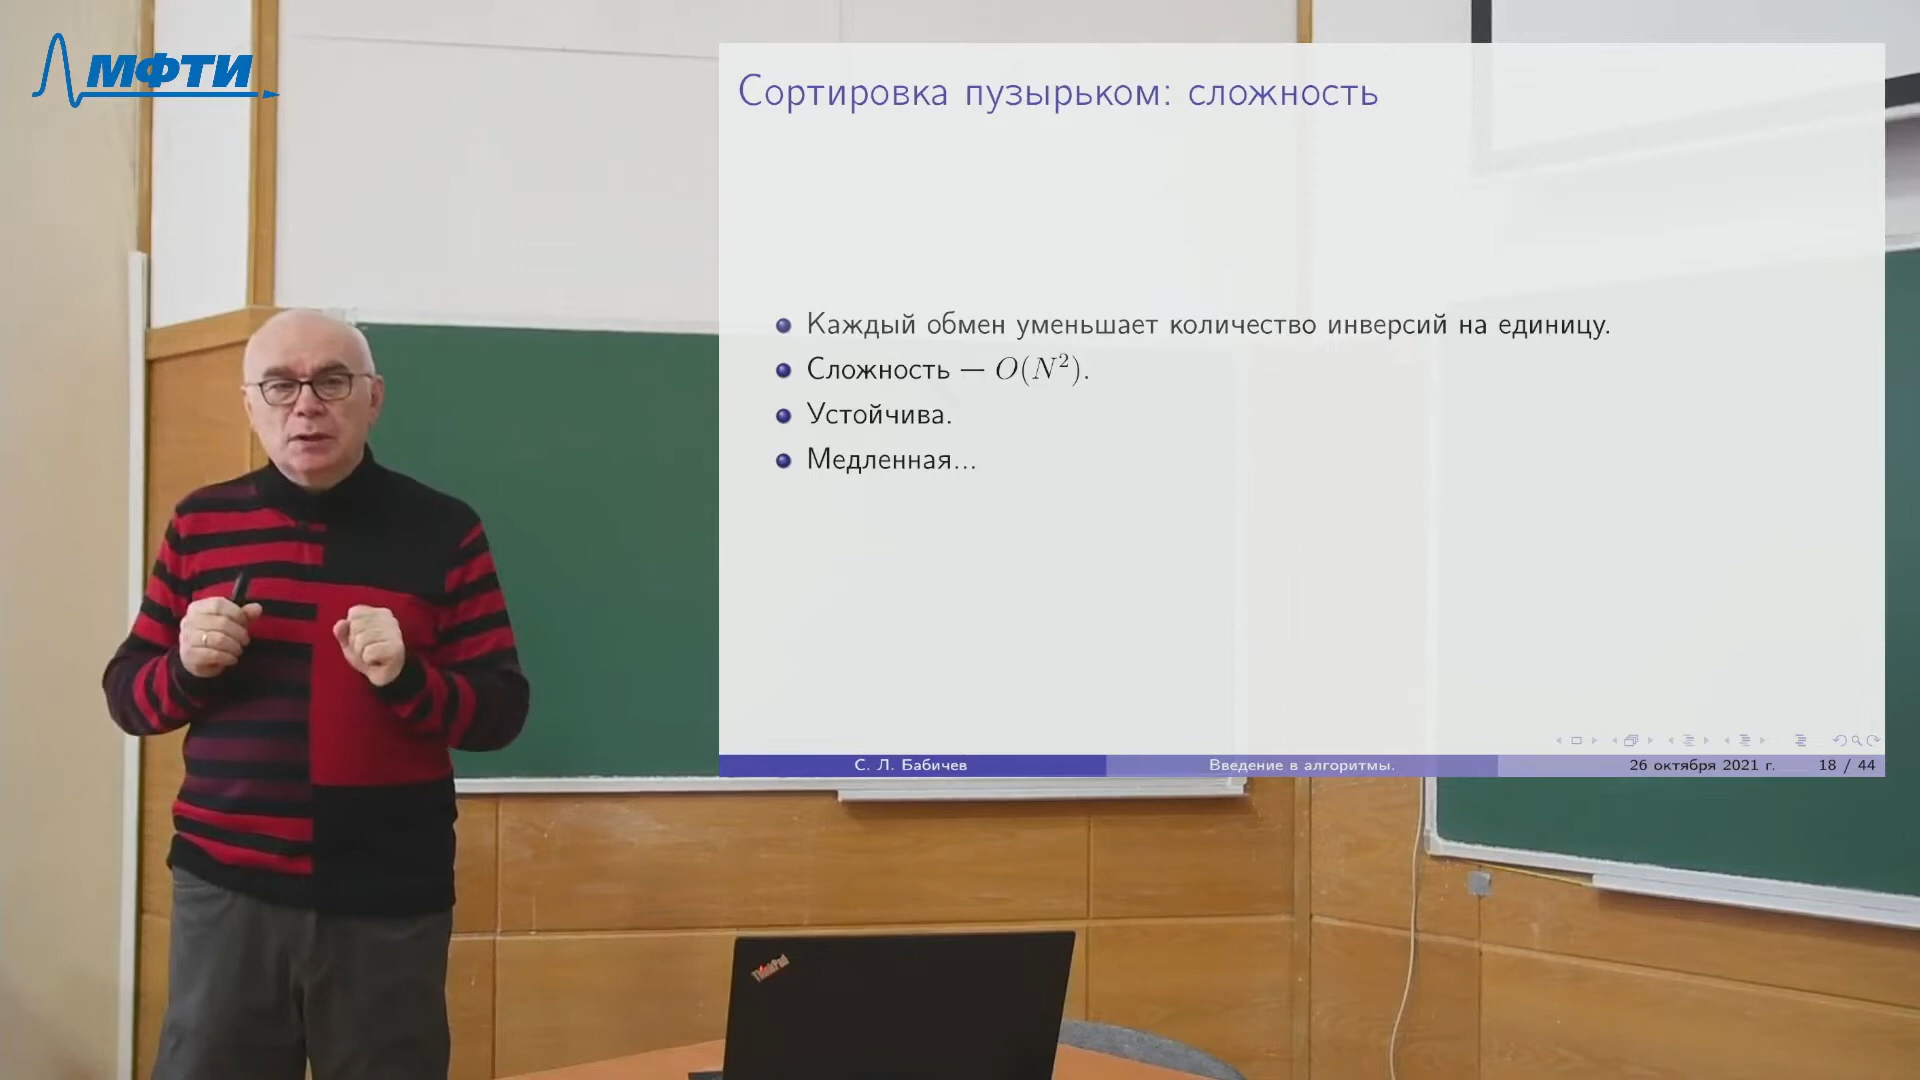 МФТИ
Сортировка пузырьком: сложность
Каждый обмен уменьшает количество инверсий на единицу.
Сложность — O(N²).
Устойчива.
Медленная...
С. Л. Бабичев
Введение в алгоритмы.
26 октября 2021 г.
18 / 44
ThinkPad